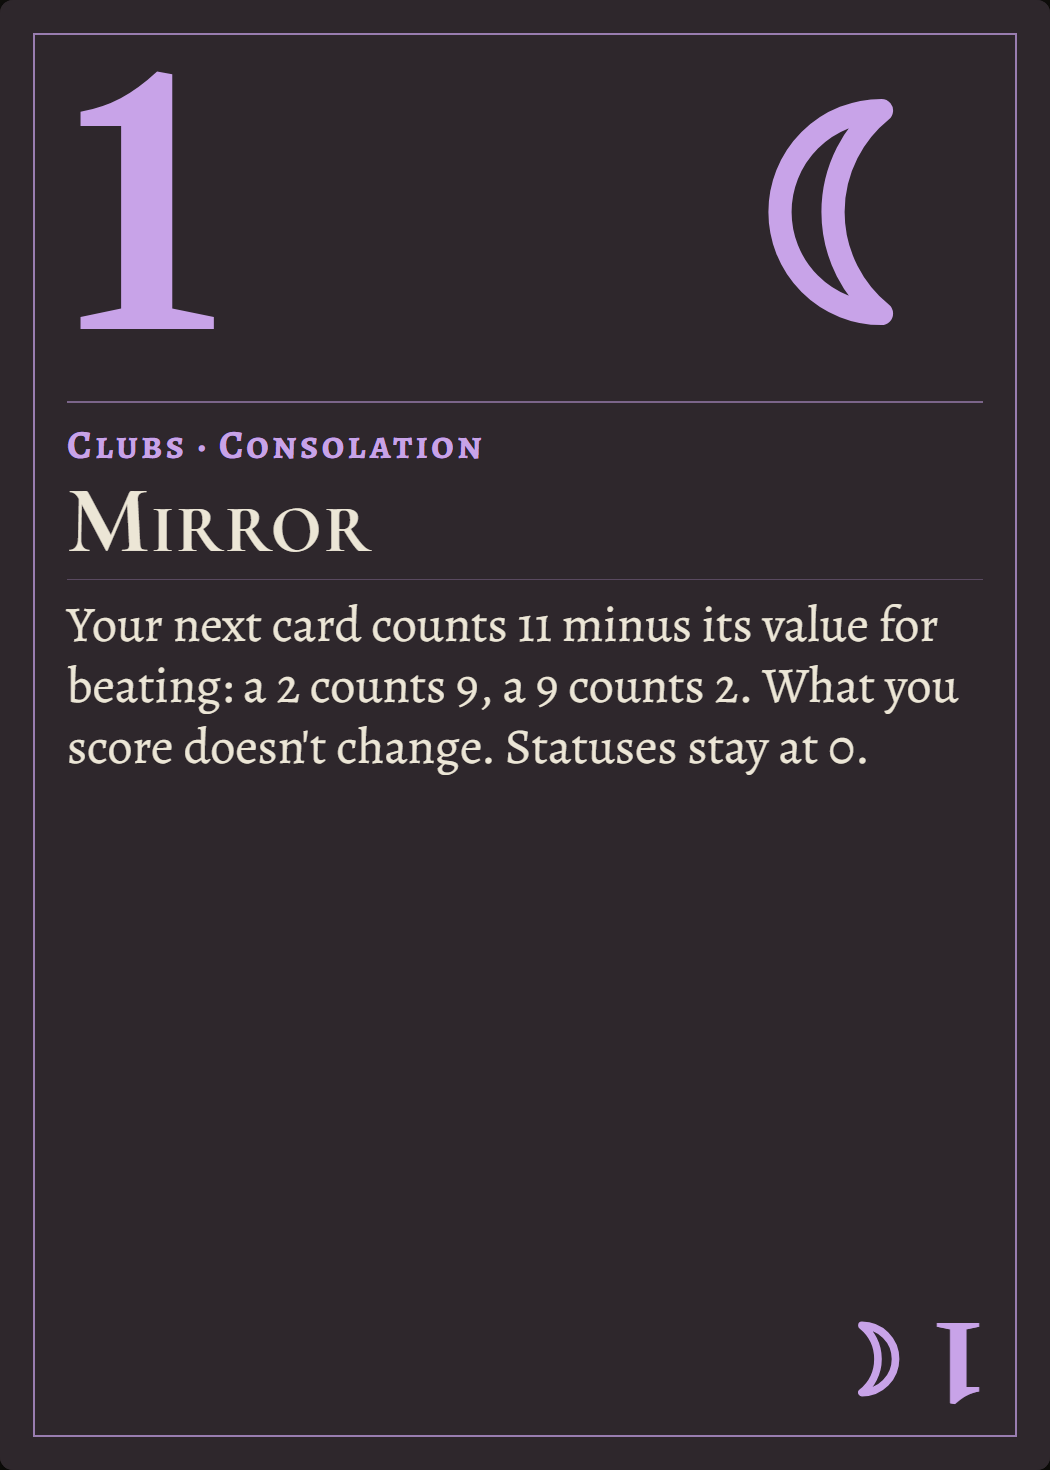 1
Clubs · Consolation
Mirror
Your next card counts 11 minus its value for
beating: a 2 counts 9, a 9 counts 2. What you
score doesn't change. Statuses stay at 0.
1